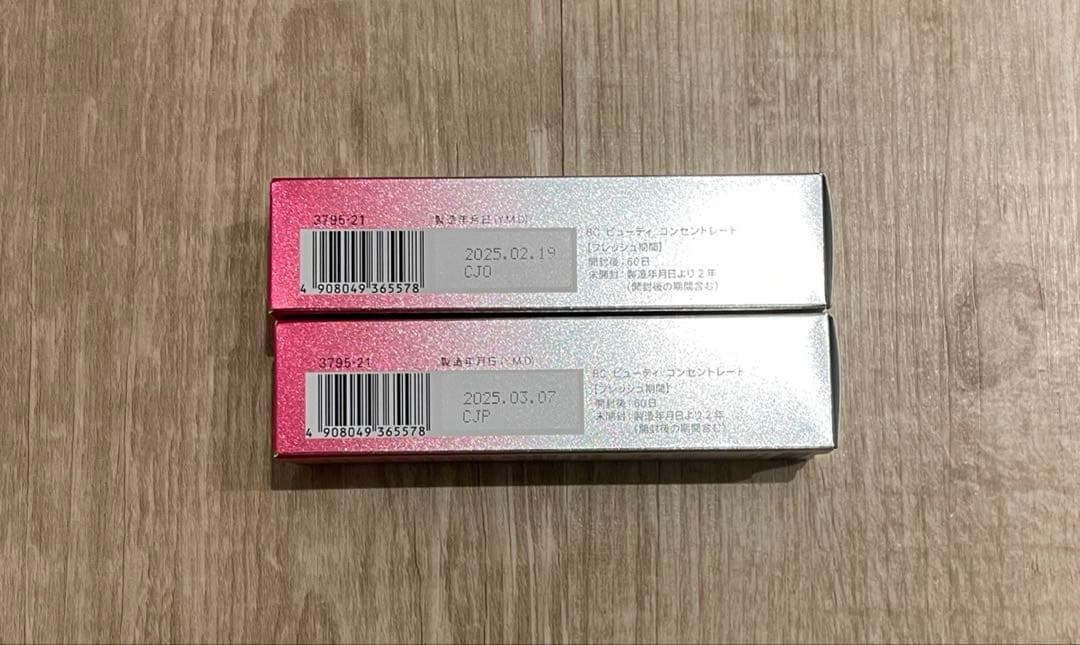 3795-21
製造年月日(Y.M.D)
4 908049 365578
2025.02.19
CJO
BC ビューティ コンセントレート
【フレッシュ期間】
開封後：60日
未開封：製造年月日より2年
(開封後の期間含む)
3795-21
製造年月日(Y.M.D)
4 908049 365578
2025.03.07
CJP
BC ビューティ コンセントレート
【フレッシュ期間】
開封後：60日
未開封：製造年月日より2年
(開封後の期間含む)